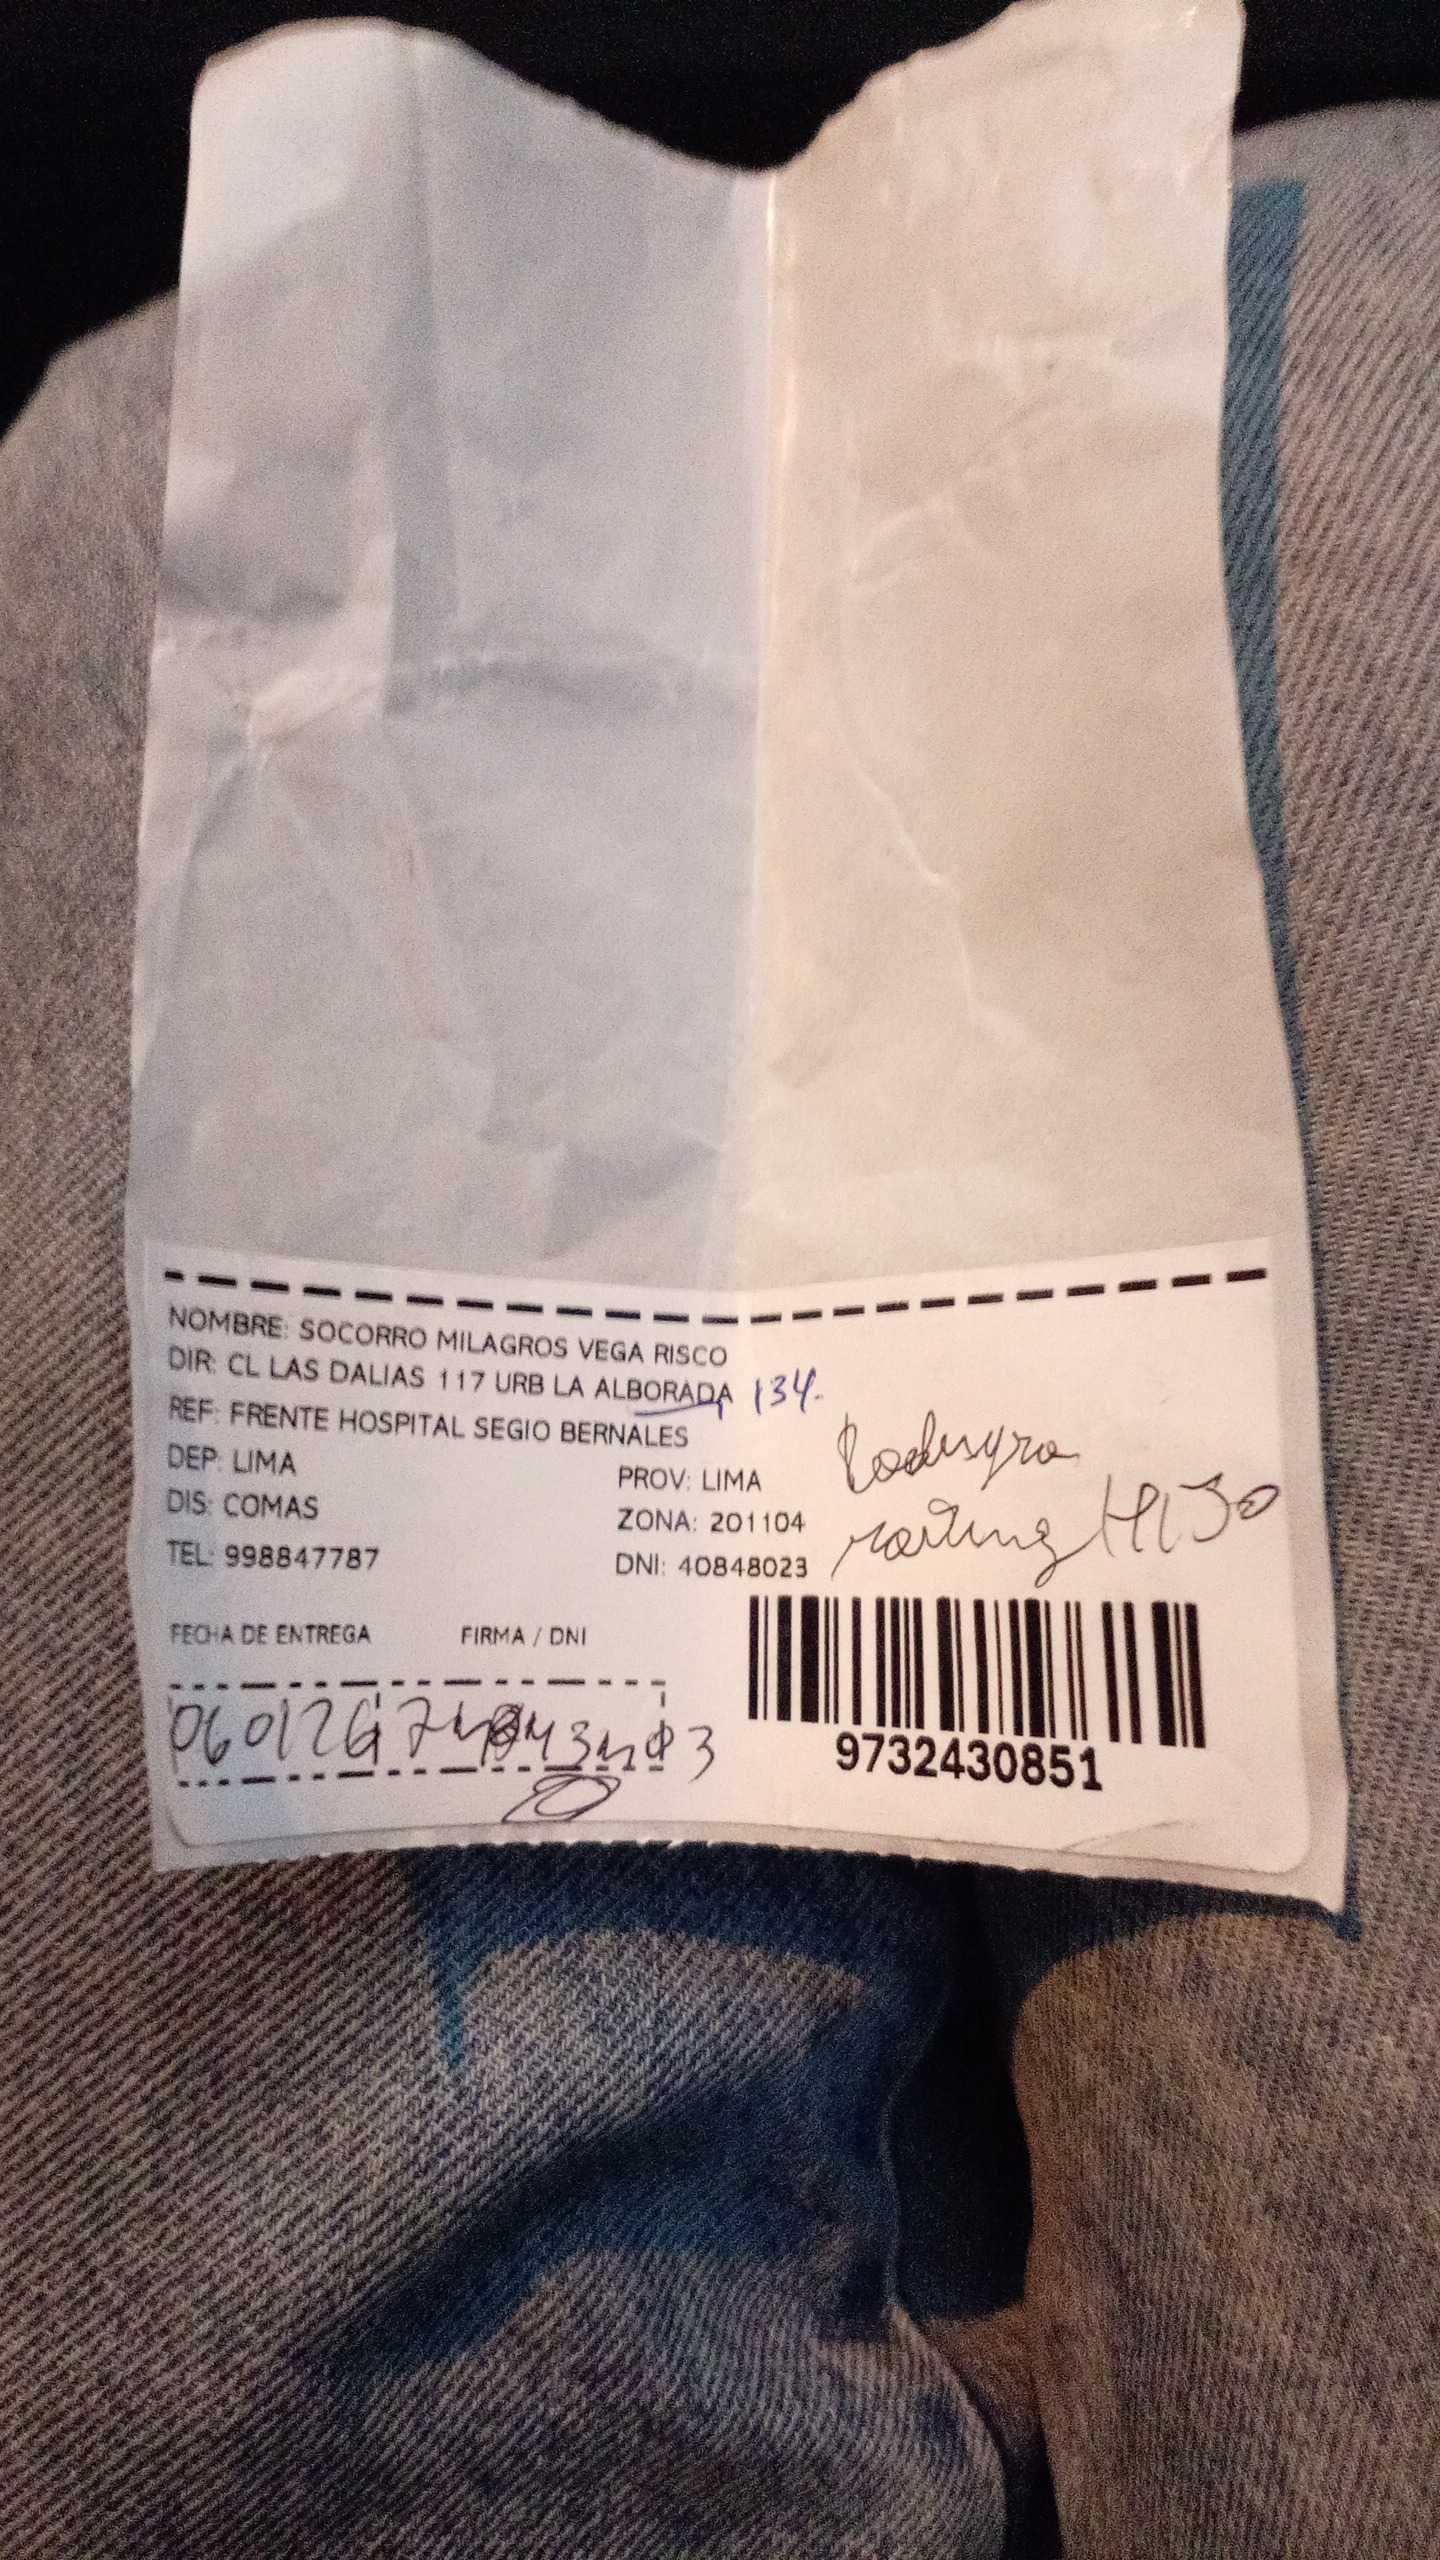 NOMBRE: SOCORRO MILAGROS VEGA RISCO
DIR: CL LAS DALIAS 117 URB LA ALBORADA 134.
REF: FRENTE HOSPITAL SEGIO BERNALES
DEP: LIMA PROV: LIMA
DIS: COMAS ZONA: 201104
TEL: 998847787 DNI: 40848023
FECHA DE ENTREGA FIRMA / DNI
060126
9732430851